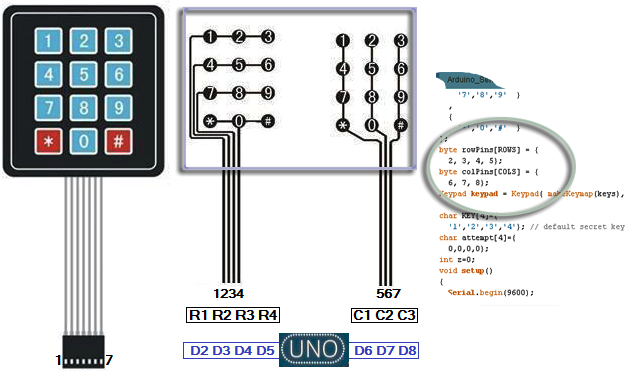 1 2 3
4 5 6
7 8 9
* 0 #
1 7
1 2 3
4 5 6
7 8 9
* 0 #
1 2 3
4 5 6
7 8 9
* 0 #
1234
567
R1 R2 R3 R4
C1 C2 C3
D2 D3 D4 D5
UNO
D6 D7 D8
'7','8','9' }
,
{
'0','#' }
};
byte rowPins[ROWS] = {
2, 3, 4, 5};
byte colPins[COLS] = {
6, 7, 8};
Keypad keypad = Keypad( makeKeymap(keys),
char KEY[4]={
'1','2','3','4'}; // default secret key
char attempt[4]={
0,0,0,0};
int z=0;
void setup()
{
Serial.begin(9600);